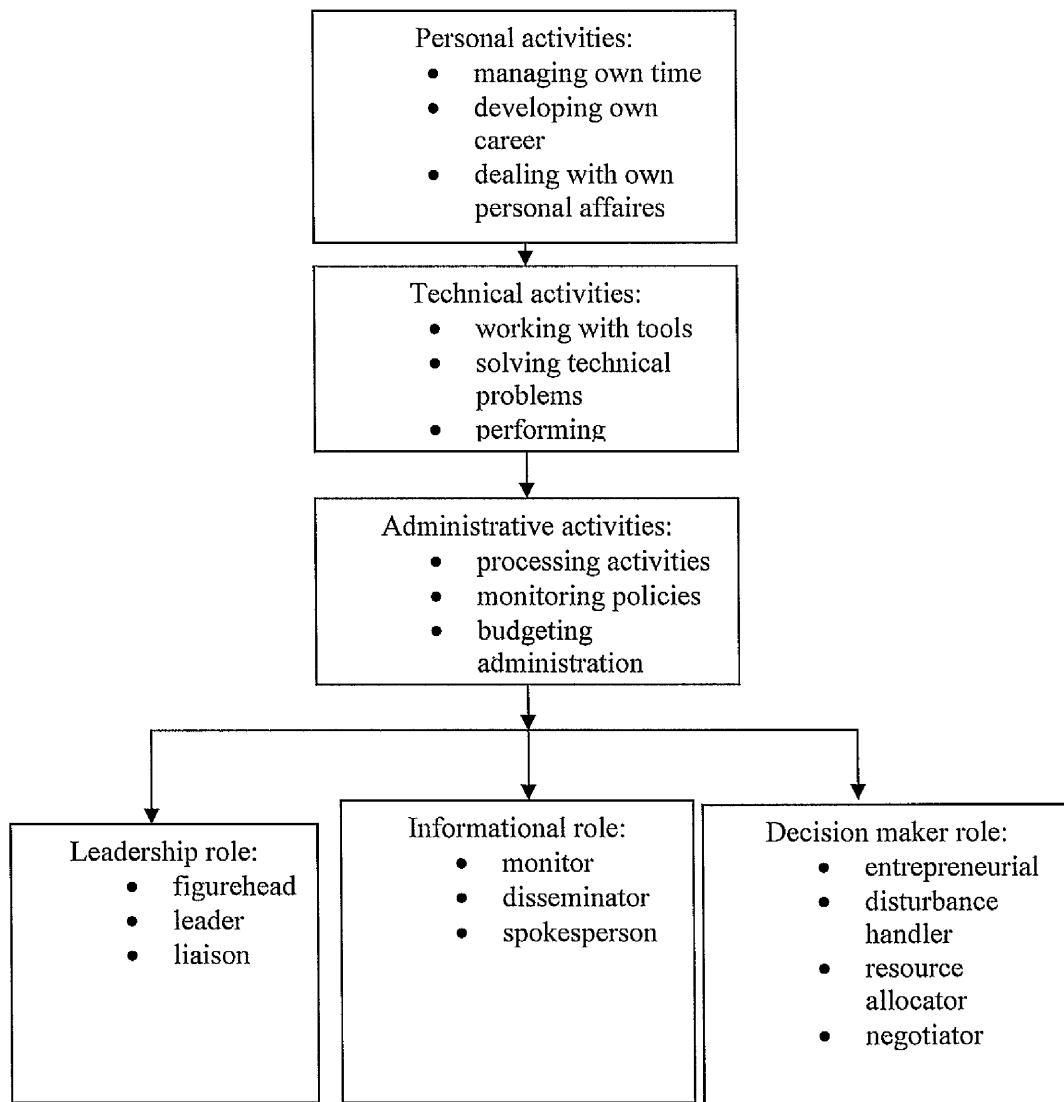 Personal activities:
• managing own time
• developing own
career
• dealing with own
personal affaires
Technical activities:
• working with tools
• solving technical
problems
• performing
Administrative activities:
• processing activities
• monitoring policies
• budgeting
administration
Leadership role:
• figurehead
• leader
• liaison
Informational role:
• monitor
• disseminator
• spokesperson
Decision maker role:
• entrepreneurial
• disturbance
handler
• resource
allocator
• negotiator